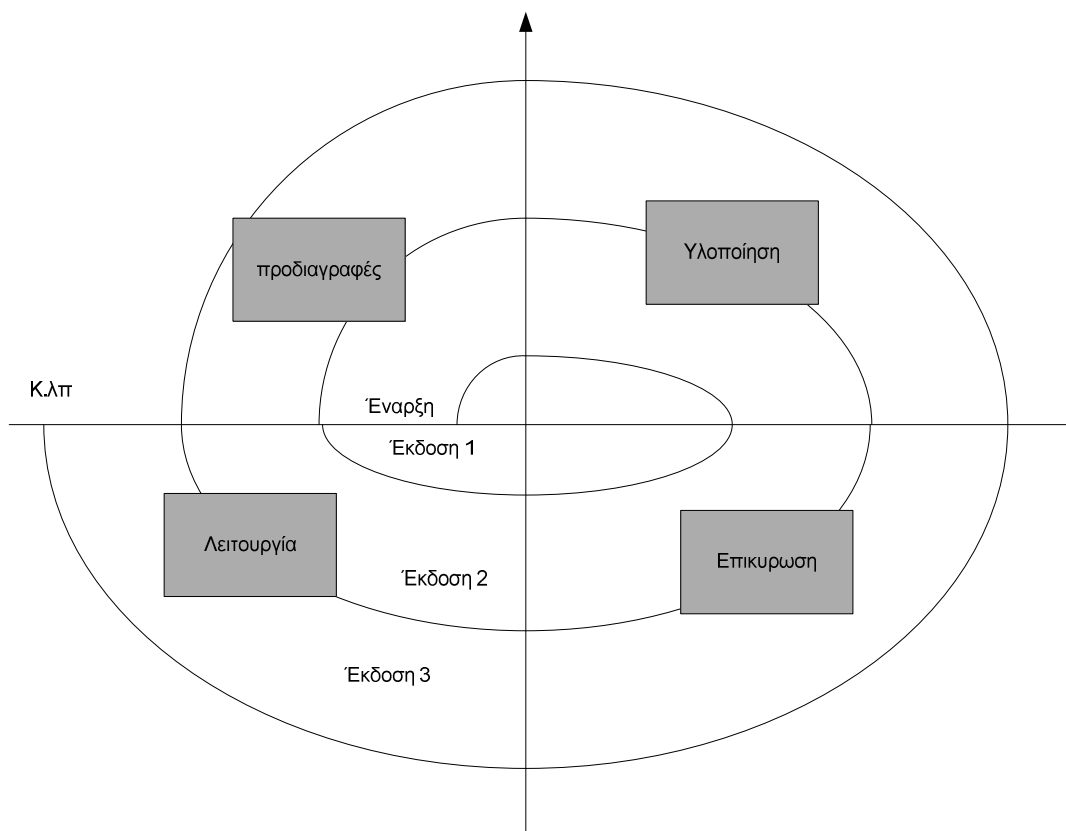 Υλοποίηση
προδιαγραφές
Κ.λπ
Έναρξη
Έκδοση 1
Λειτουργία
Επικυρωση
Έκδοση 2
Έκδοση 3